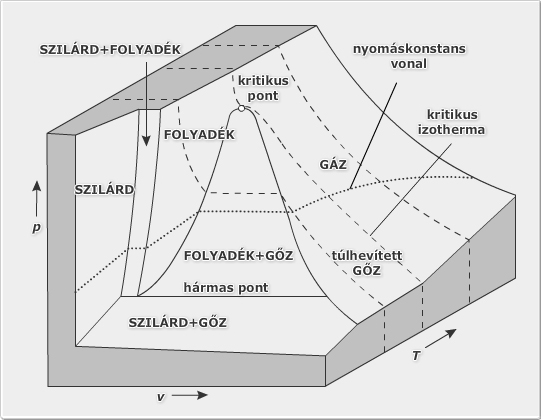 SZILÁRD+FOLYADÉK
nyomáskonstans
vonal
kritikus
pont
kritikus
izotherma
FOLYADÉK
GÁZ
SZILÁRD
p
FOLYADÉK+GŐZ
túlhevített
GŐZ
hármas pont
SZILÁRD+GŐZ
T
v